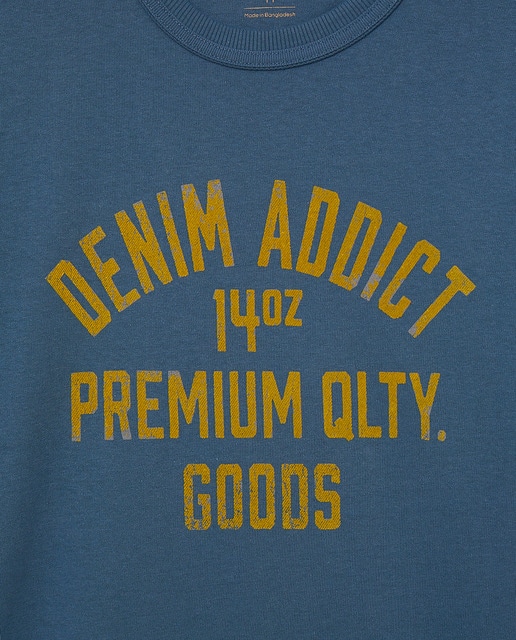 Made in Bangladesh
DENIM ADDICT
14OZ
PREMIUM QLTY.
GOODS